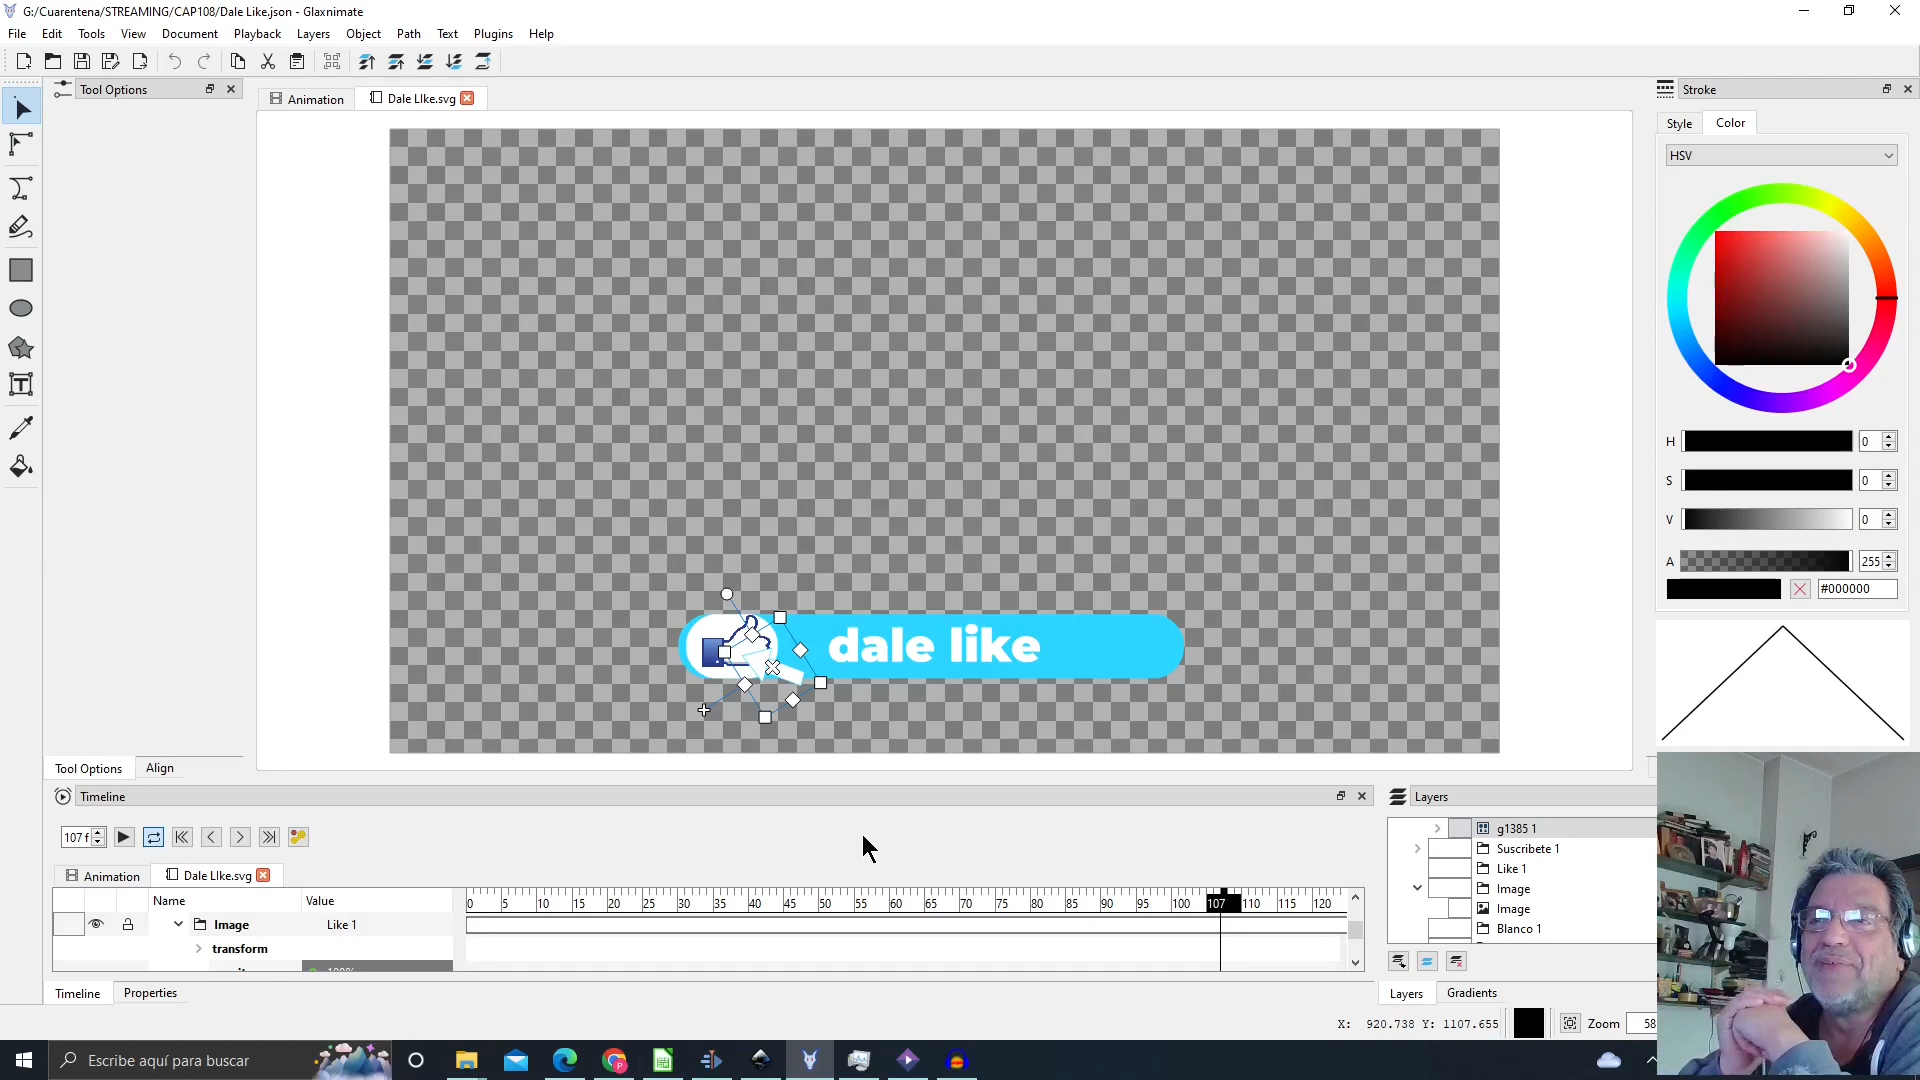 G:/Cuarentena/STREAMING/CAP108/Dale Like.json - Glaxnimate
File Edit Tools View Document Playback Layers Object Path Text Plugins Help
Tool Options
Animation
Dale LIke.svg
Stroke
Style
Color
HSV
H 0
S 0
V 0
A 255
#000000
dale like
Tool Options
Align
Timeline
107 f
Animation
Dale LIke.svg
Name
Value
0 5 10 15 20 25 30 35 40 45 50 55 60 65 70 75 80 85 90 95 100 107 110 115 120
Image
Like 1
transform
Timeline
Properties
Layers
g1385 1
Suscribete 1
Like 1
Image
Image
Blanco 1
Layers
Gradients
X: 920.738 Y: 1107.655
Zoom
58
Escribe aquí para buscar